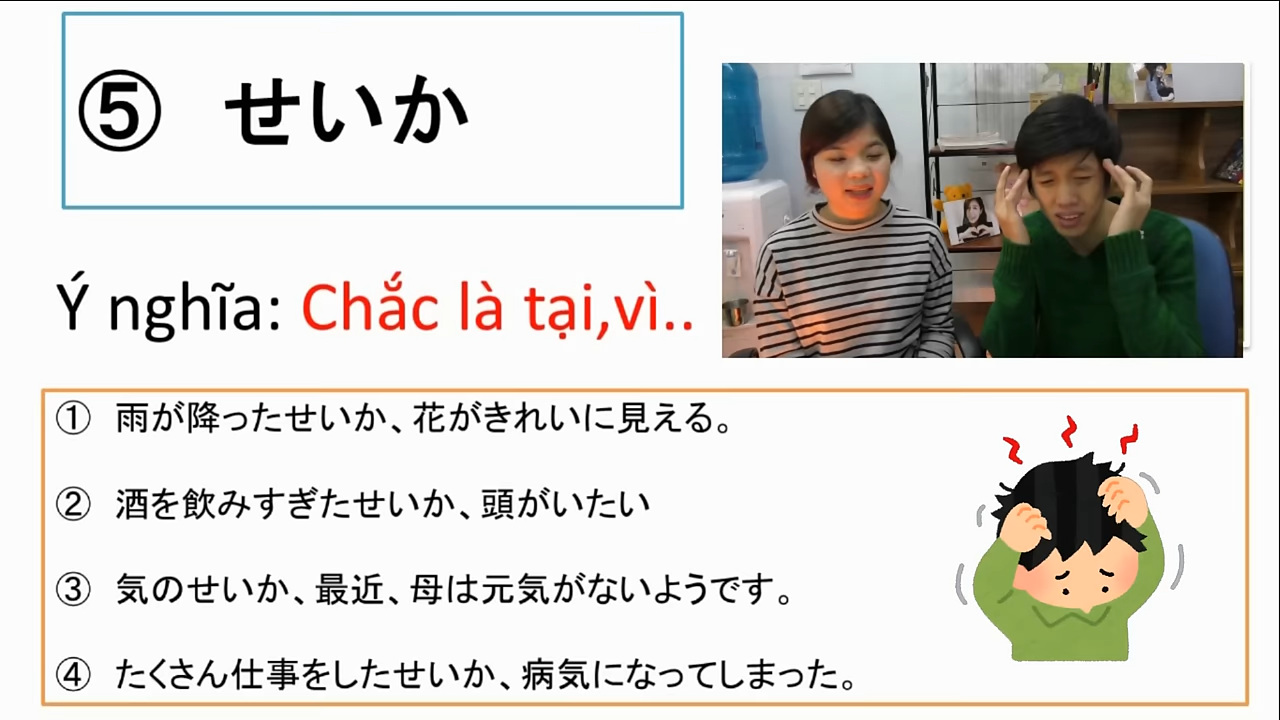 ⑤ せいか
Ý nghĩa: Chắc là tại,vì..
① 雨が降ったせいか、花がきれいに見える。
② 酒を飲みすぎたせいか、頭がいたい
③ 気のせいか、最近、母は元気がないようです。
④ たくさん仕事をしたせいか、病気になってしまった。